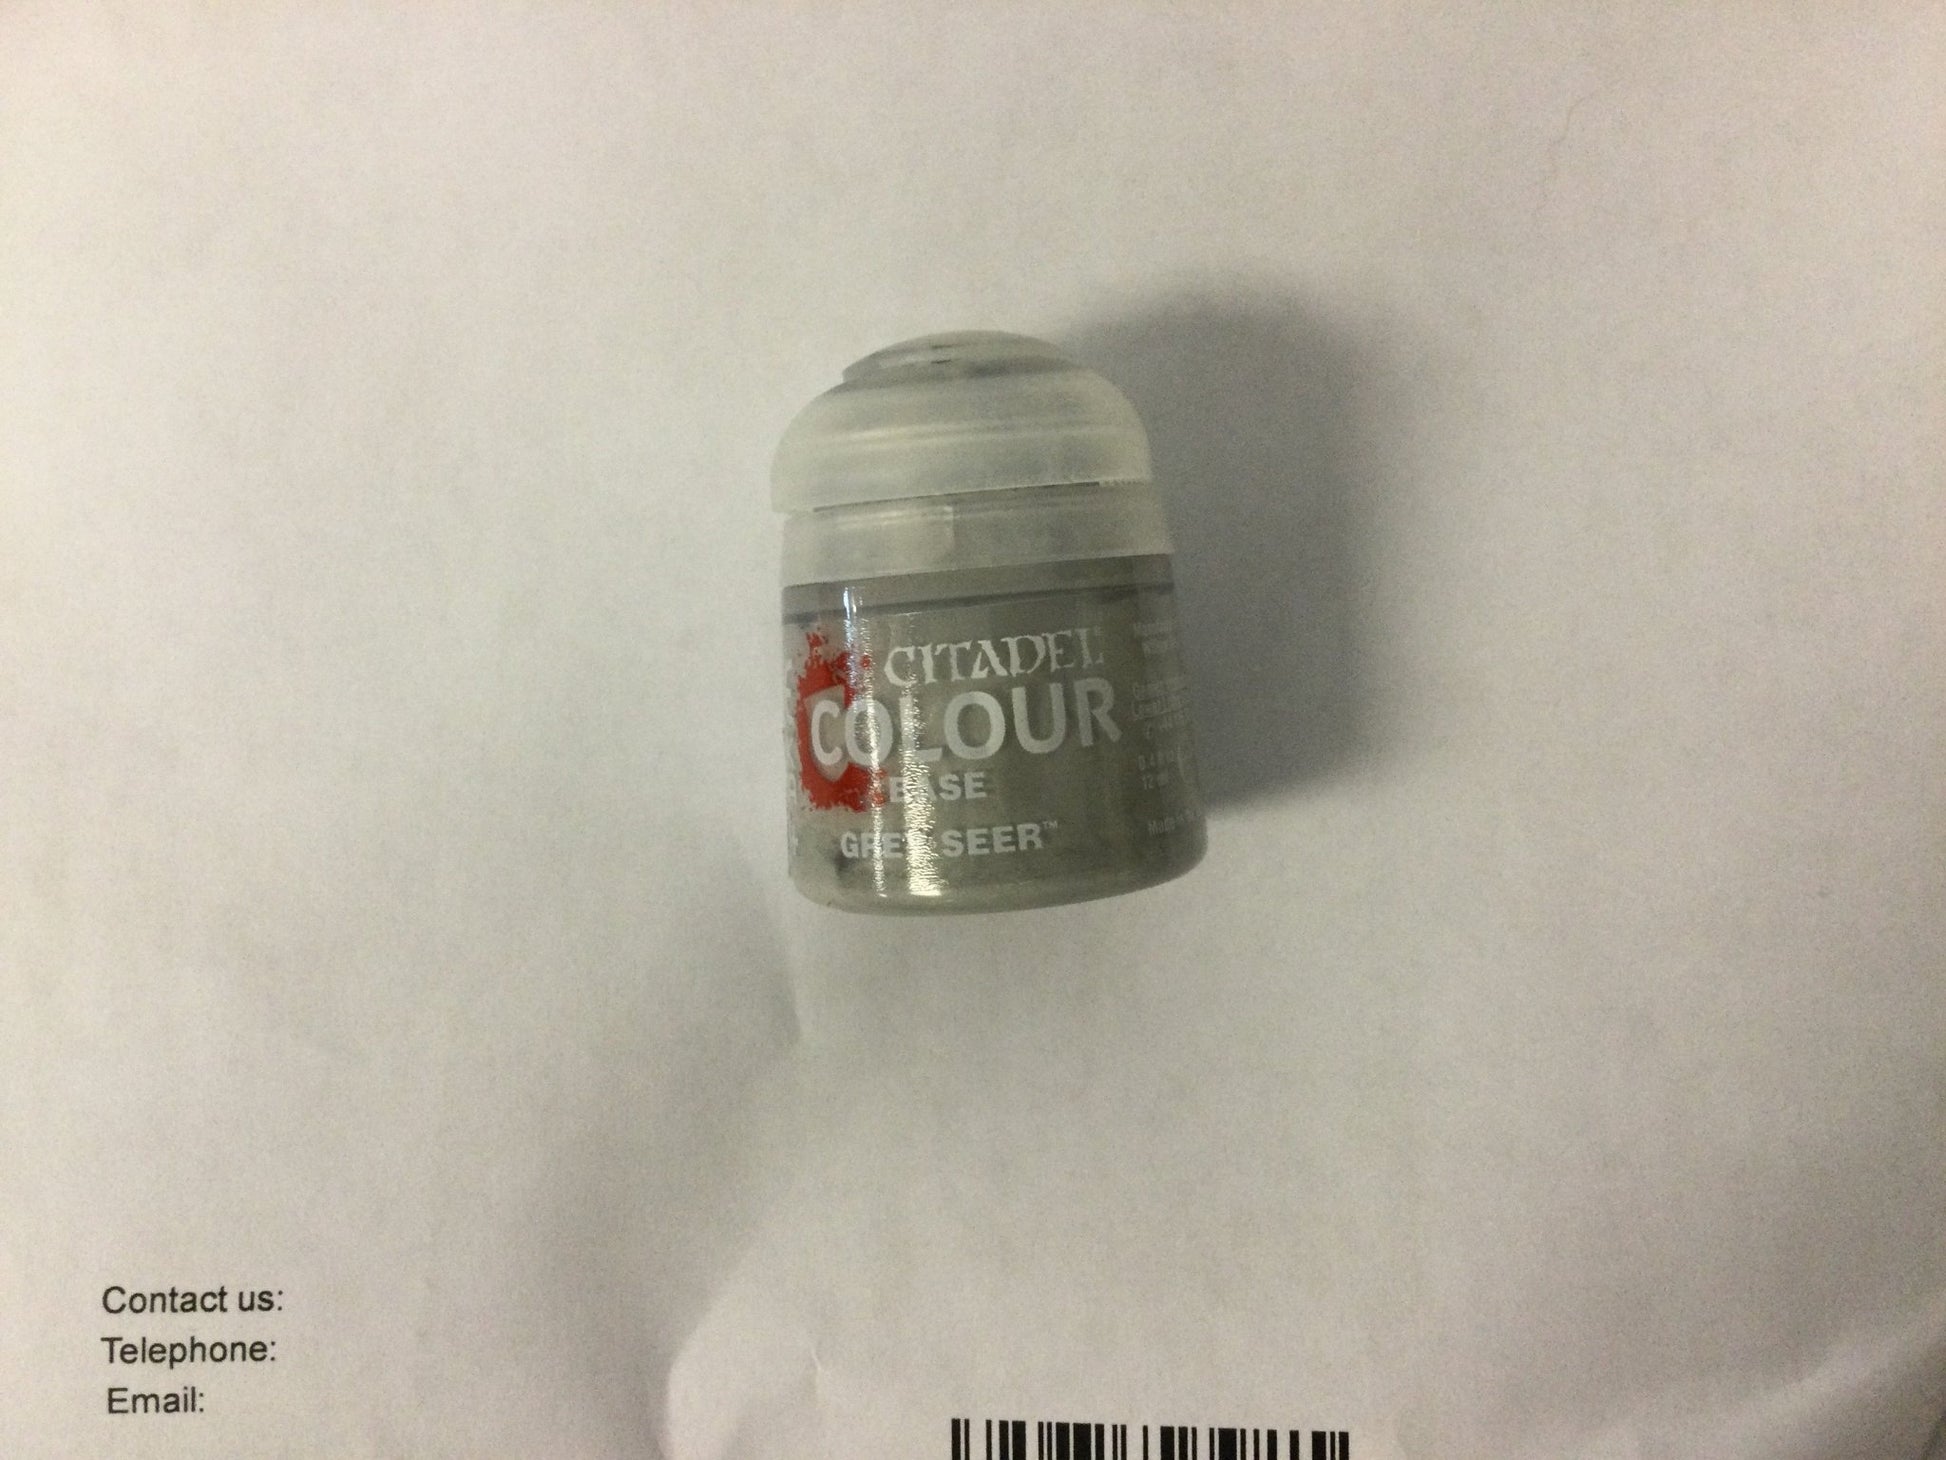 CITADEL
COLOUR
BASE
GREY SEER™
Contact us:
Telephone:
Email: